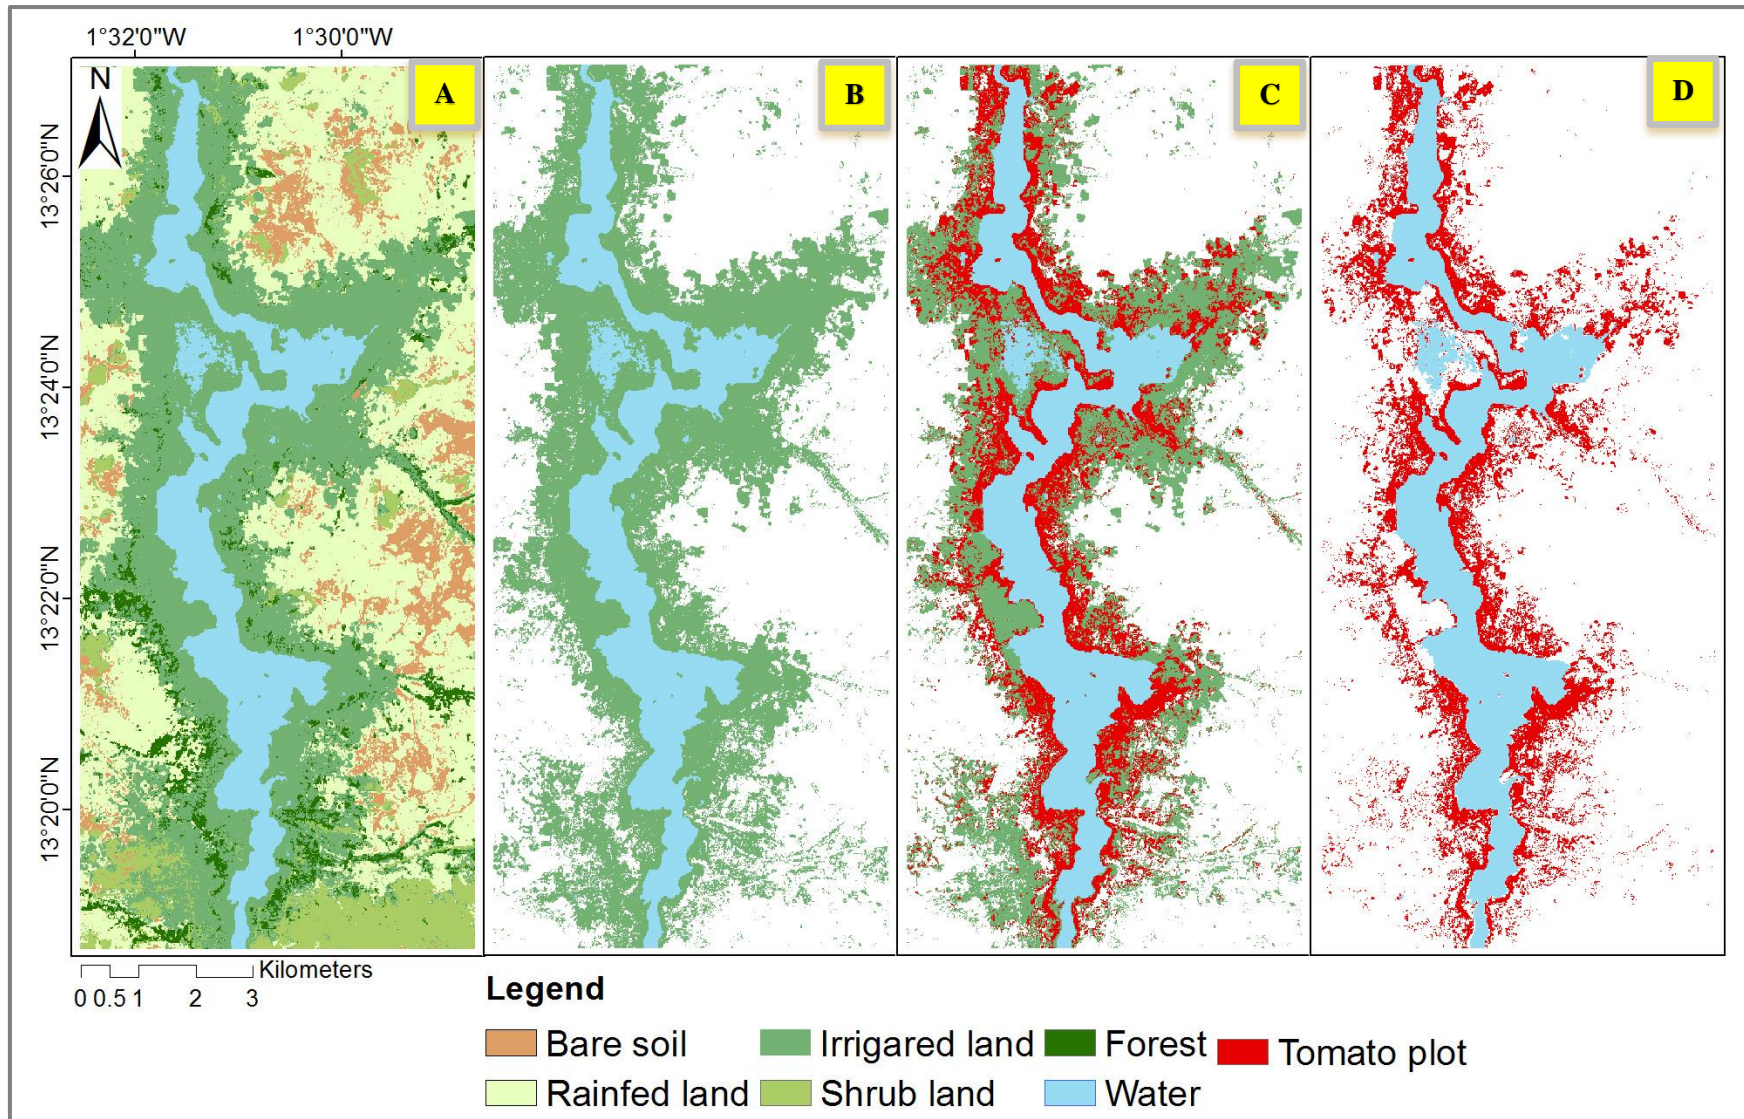 1°32'0"W 1°30'0"W
N
A
B
C
D
13°26'0"N
13°24'0"N
13°22'0"N
13°20'0"N
Kilometers
0 0.5 1 2 3
Legend
Bare soil
Irrigared land
Forest
Tomato plot
Rainfed land
Shrub land
Water